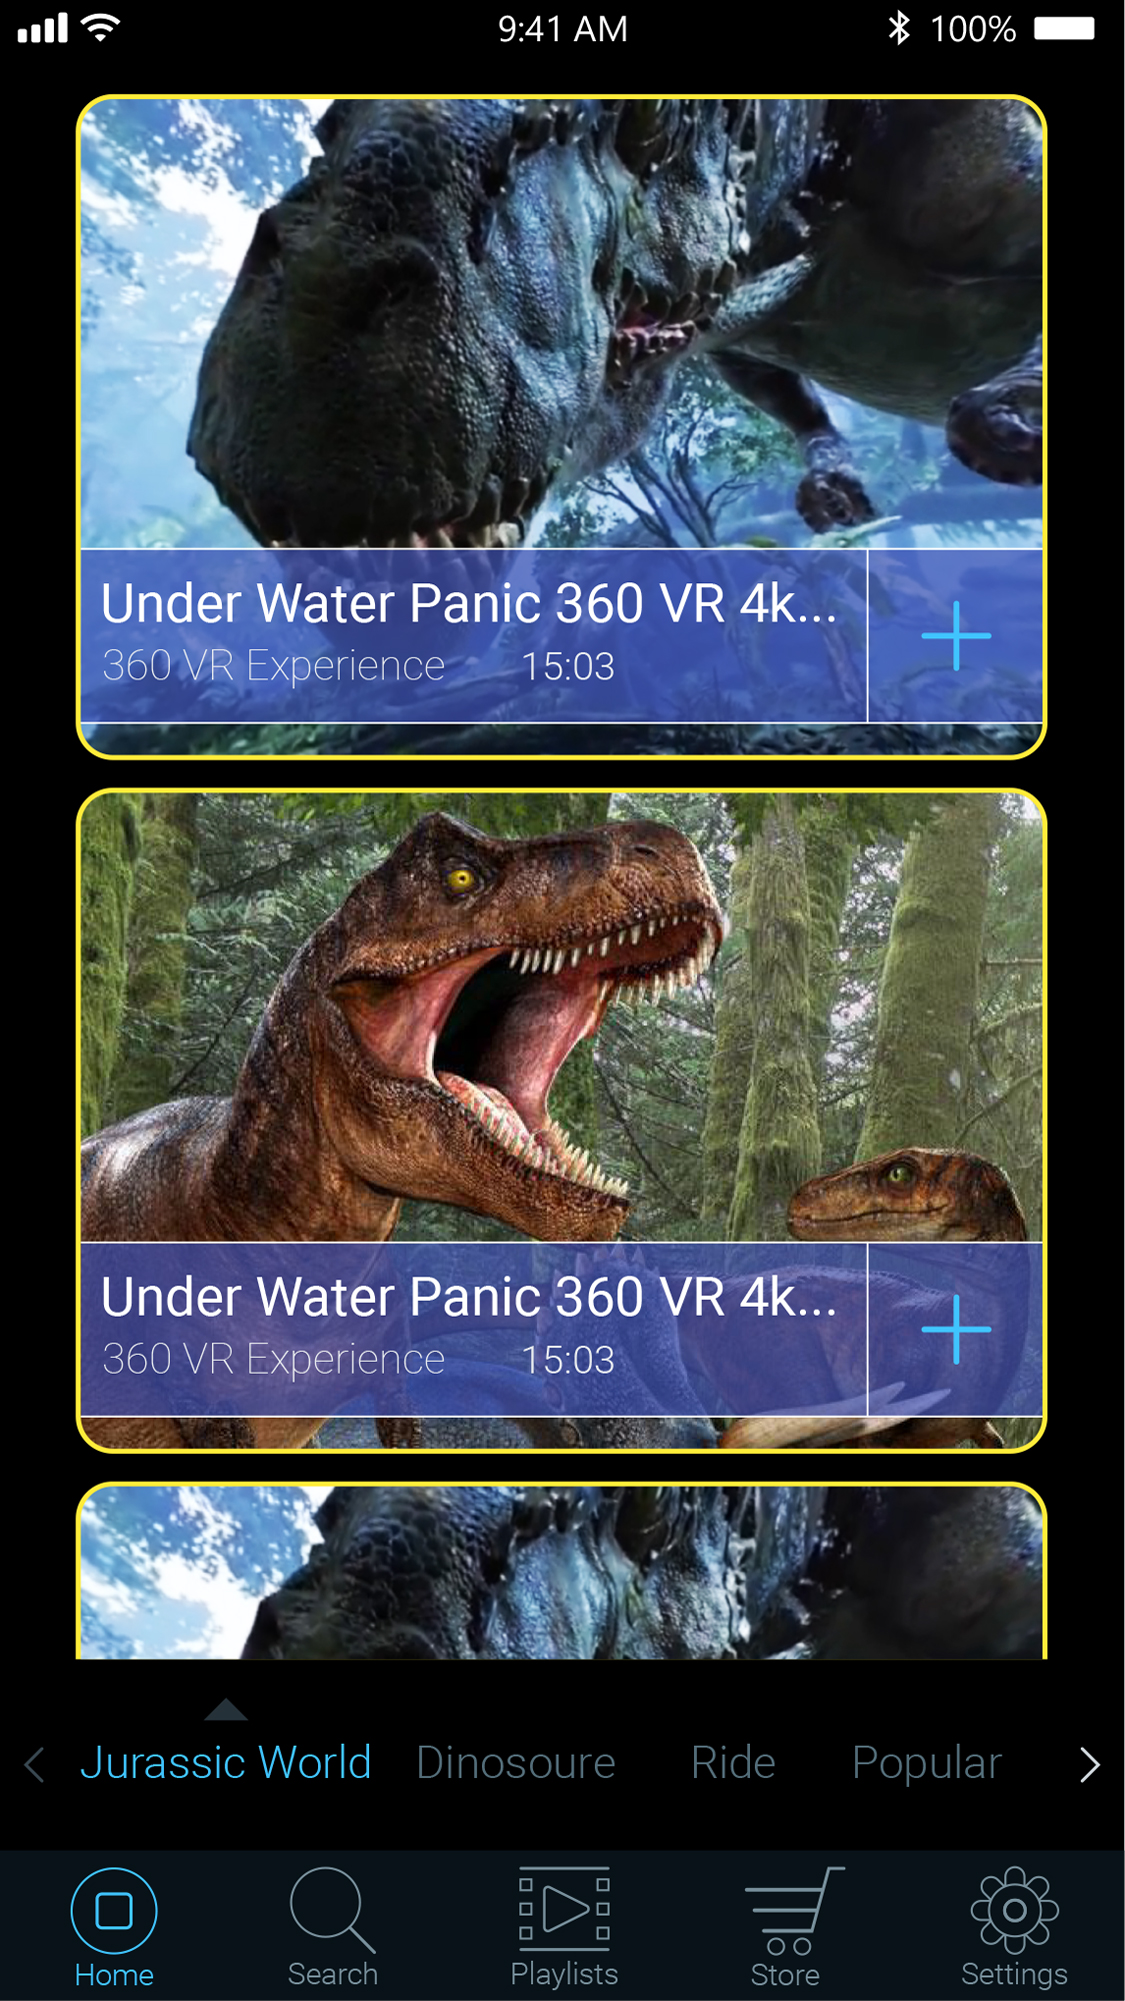 9:41 AM
100%
Under Water Panic 360 VR 4k...
360 VR Experience 15:03
Under Water Panic 360 VR 4k...
360 VR Experience 15:03
Jurassic World Dinosoure Ride Popular
Home Search Playlists Store Settings